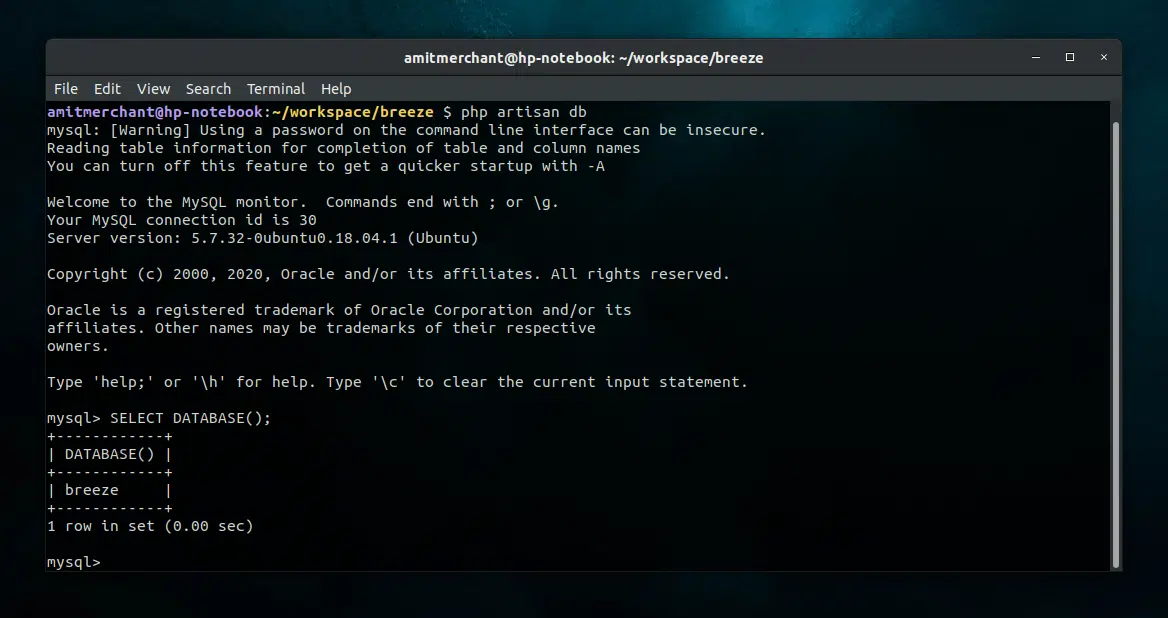 amitmerchant@hp-notebook: ~/workspace/breeze
File Edit View Search Terminal Help
amitmerchant@hp-notebook:~/workspace/breeze $ php artisan db
mysql: [Warning] Using a password on the command line interface can be insecure.
Reading table information for completion of table and column names
You can turn off this feature to get a quicker startup with -A
Welcome to the MySQL monitor.  Commands end with ; or \g.
Your MySQL connection id is 30
Server version: 5.7.32-0ubuntu0.18.04.1 (Ubuntu)
Copyright (c) 2000, 2020, Oracle and/or its affiliates. All rights reserved.
Oracle is a registered trademark of Oracle Corporation and/or its
affiliates. Other names may be trademarks of their respective
owners.
Type 'help;' or '\h' for help. Type '\c' to clear the current input statement.
mysql> SELECT DATABASE();
+------------+
| DATABASE() |
+------------+
| breeze     |
+------------+
1 row in set (0.00 sec)
mysql>